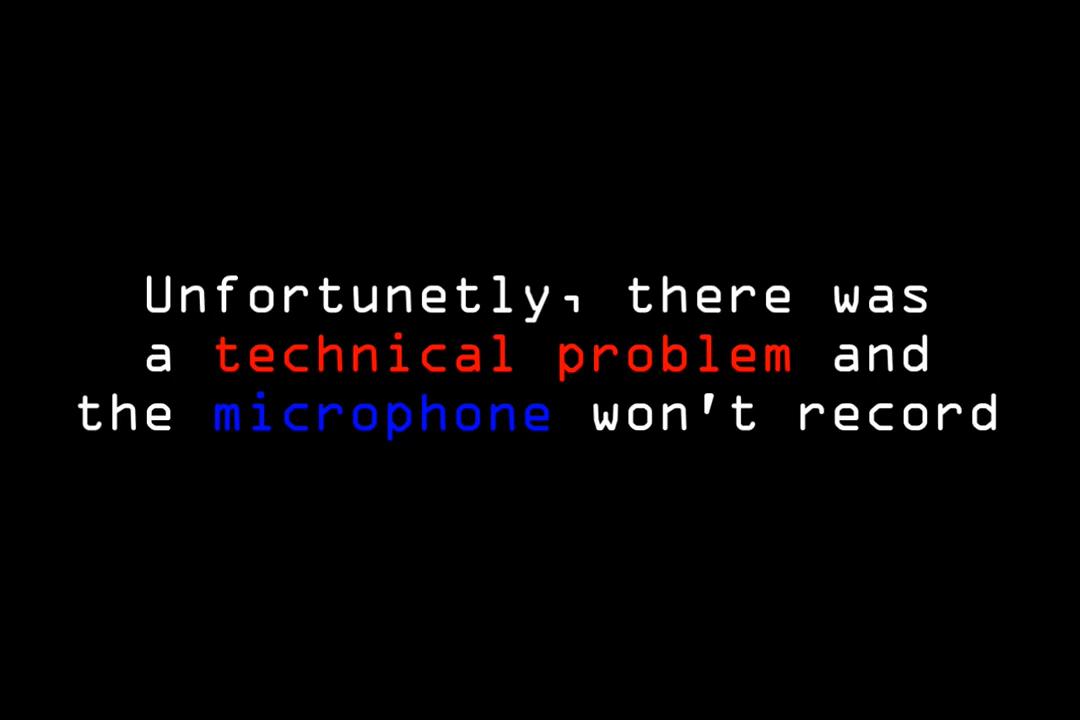 Unfortunetly, there was
a technical problem and
the microphone won't record